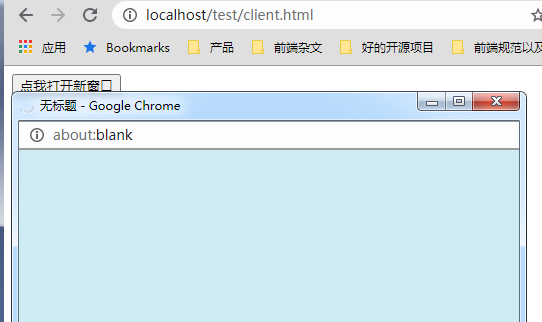 localhost/test/client.html
应用 Bookmarks 产品 前端杂文 好的开源项目 前端规范以及
点我打开新窗口
无标题 - Google Chrome
about:blank